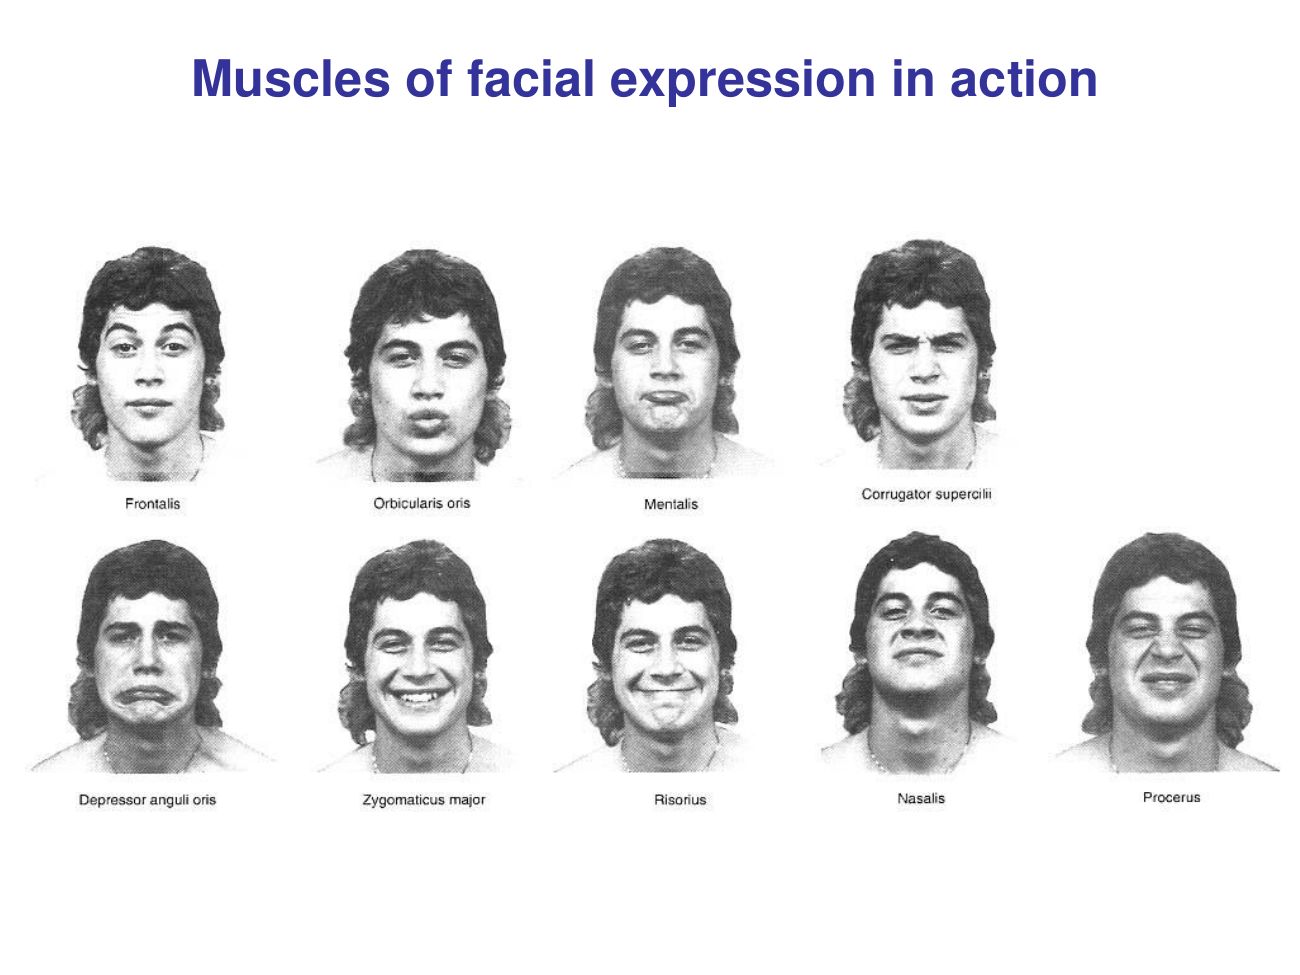 Muscles of facial expression in action
Frontalis
Orbicularis oris
Mentalis
Corrugator supercilii
Depressor anguli oris
Zygomaticus major
Risorius
Nasalis
Procerus